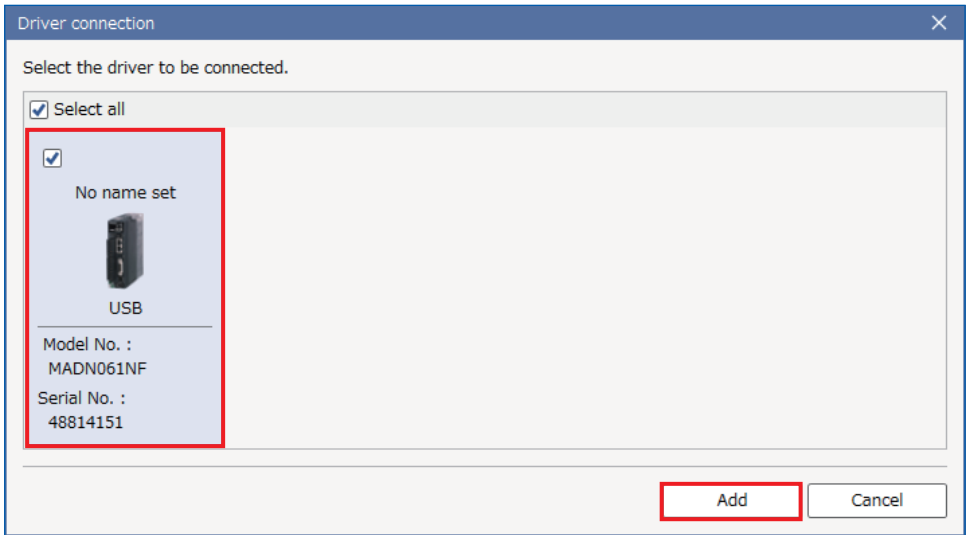 Driver connection
Select the driver to be connected.
Select all
No name set
USB
Model No. :
MADN061NF
Serial No. :
48814151
Add
Cancel